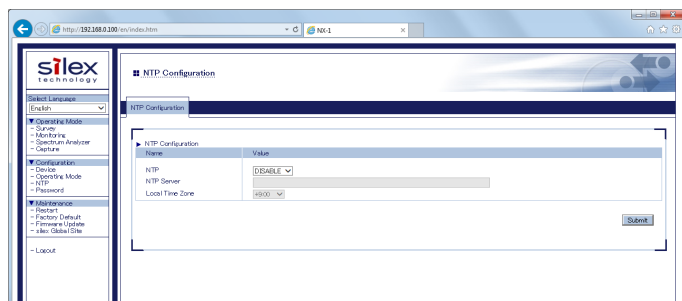 http://192.168.0.100/en/index.htm
NX-1
silex
technology
Select Language
English
▼ Operating Mode
- Survey
- Monitoring
- Spectrum Analyzer
- Capture
▼ Configuration
- Device
- Operating Mode
- NTP
- Password
▼ Maintenance
- Restart
- Factory Default
- Firmware Update
- silex Global Site
- Logout
NTP Configuration
NTP Configuration
▶ NTP Configuration
Name Value
NTP DISABLE
NTP Server
Local Time Zone +9:00
Submit